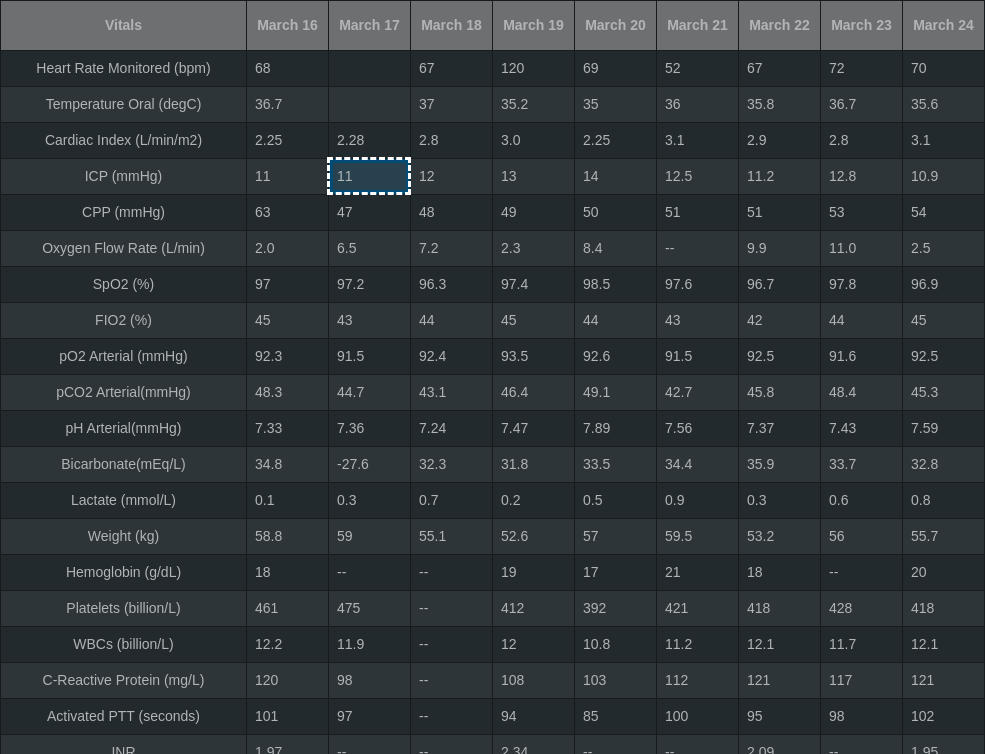 Vitals March 16 March 17 March 18 March 19 March 20 March 21 March 22 March 23 March 24
Heart Rate Monitored (bpm) 68 67 120 69 52 67 72 70
Temperature Oral (degC) 36.7 37 35.2 35 36 35.8 36.7 35.6
Cardiac Index (L/min/m2) 2.25 2.28 2.8 3.0 2.25 3.1 2.9 2.8 3.1
ICP (mmHg) 11 11 12 13 14 12.5 11.2 12.8 10.9
CPP (mmHg) 63 47 48 49 50 51 51 53 54
Oxygen Flow Rate (L/min) 2.0 6.5 7.2 2.3 8.4 -- 9.9 11.0 2.5
SpO2 (%) 97 97.2 96.3 97.4 98.5 97.6 96.7 97.8 96.9
FIO2 (%) 45 43 44 45 44 43 42 44 45
pO2 Arterial (mmHg) 92.3 91.5 92.4 93.5 92.6 91.5 92.5 91.6 92.5
pCO2 Arterial(mmHg) 48.3 44.7 43.1 46.4 49.1 42.7 45.8 48.4 45.3
pH Arterial(mmHg) 7.33 7.36 7.24 7.47 7.89 7.56 7.37 7.43 7.59
Bicarbonate(mEq/L) 34.8 -27.6 32.3 31.8 33.5 34.4 35.9 33.7 32.8
Lactate (mmol/L) 0.1 0.3 0.7 0.2 0.5 0.9 0.3 0.6 0.8
Weight (kg) 58.8 59 55.1 52.6 57 59.5 53.2 56 55.7
Hemoglobin (g/dL) 18 -- -- 19 17 21 18 -- 20
Platelets (billion/L) 461 475 -- 412 392 421 418 428 418
WBCs (billion/L) 12.2 11.9 -- 12 10.8 11.2 12.1 11.7 12.1
C-Reactive Protein (mg/L) 120 98 -- 108 103 112 121 117 121
Activated PTT (seconds) 101 97 -- 94 85 100 95 98 102
INR 1.97 -- -- 2.34 -- -- 2.09 -- 1.95